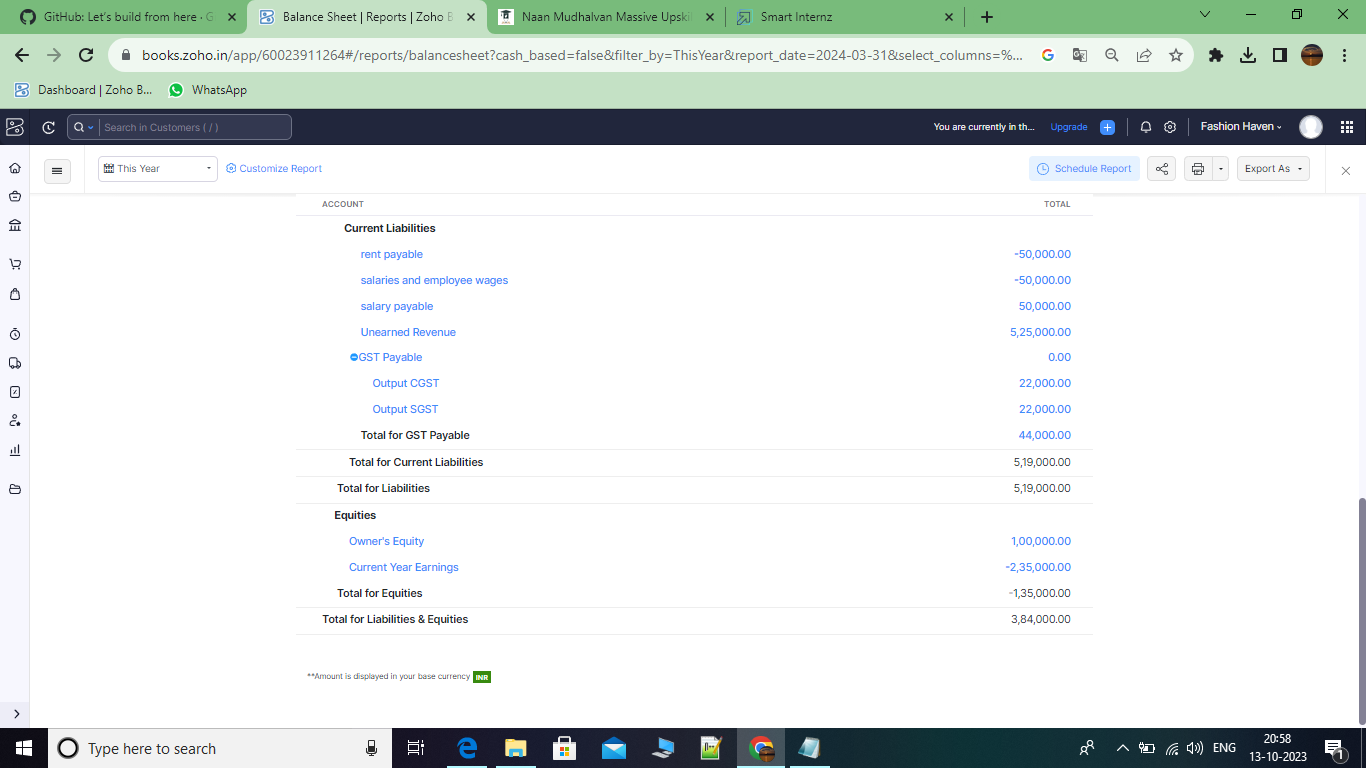 GitHub: Let's build from here · G
Balance Sheet | Reports | Zoho B
Naan Mudhalvan Massive Upski
Smart Internz
books.zoho.in/app/60023911264#/reports/balancesheet?cash_based=false&filter_by=ThisYear&report_date=2024-03-31&select_columns=%...
Dashboard | Zoho B...
WhatsApp
Search in Customers ( / )
You are currently in th...
Upgrade
Fashion Haven
This Year
Customize Report
Schedule Report
Export As
ACCOUNT TOTAL
Current Liabilities
rent payable -50,000.00
salaries and employee wages -50,000.00
salary payable 50,000.00
Unearned Revenue 5,25,000.00
GST Payable 0.00
Output CGST 22,000.00
Output SGST 22,000.00
Total for GST Payable 44,000.00
Total for Current Liabilities 5,19,000.00
Total for Liabilities 5,19,000.00
Equities
Owner's Equity 1,00,000.00
Current Year Earnings -2,35,000.00
Total for Equities -1,35,000.00
Total for Liabilities & Equities 3,84,000.00
**Amount is displayed in your base currency INR
Type here to search
ENG
20:58
13-10-2023
1